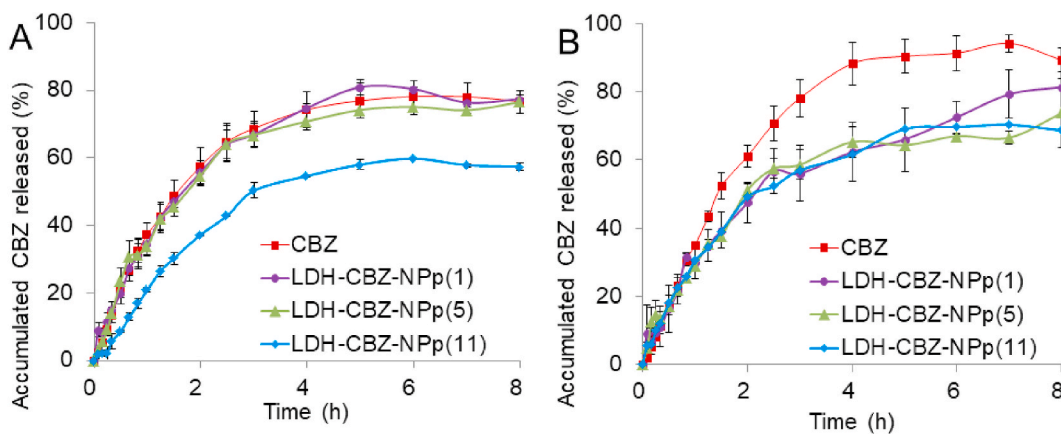 A
Accumulated CBZ released (%)
100
80
60
40
20
0
0
2
4
6
8
Time (h)
CBZ
LDH-CBZ-NPp(1)
LDH-CBZ-NPp(5)
LDH-CBZ-NPp(11)
B
Accumulated CBZ released (%)
100
80
60
40
20
0
0
2
4
6
8
Time (h)
CBZ
LDH-CBZ-NPp(1)
LDH-CBZ-NPp(5)
LDH-CBZ-NPp(11)